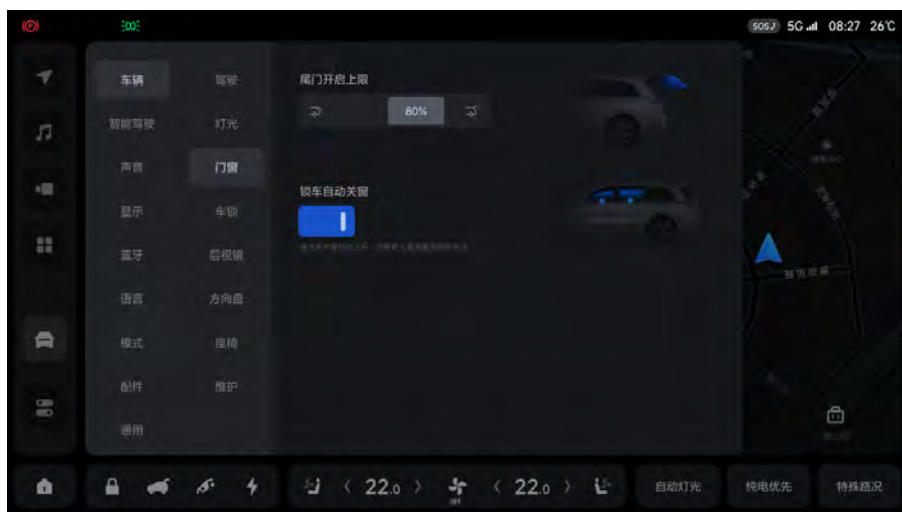 SOS 5G 08:27 26℃
车辆 驾驶
智能驾驶 灯光
声音 门窗
显示 车锁
蓝牙 后视镜
语音 方向盘
模式 座椅
配件 维护
通用
尾门开启上限
80%
锁车自动关窗
22.0
OFF
22.0
自动灯光
纯电优先
特殊路况